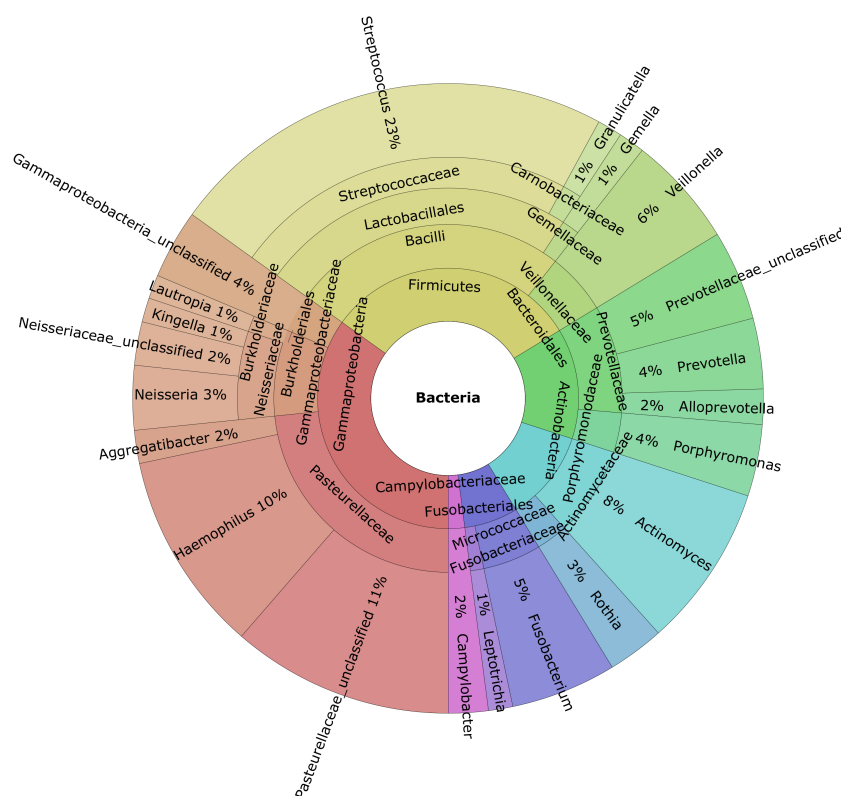 Streptococcus 23%
1% Granulicatella
1% Gemella
6% Veillonella
5% Prevotellaceae_unclassified
4% Prevotella
2% Alloprevotella
4% Porphyromonas
8% Actinomyces
3% Rothia
5% Fusobacterium
1% Leptotrichia
2% Campylobacter
Pasteurellaceae_unclassified 11%
Haemophilus 10%
Aggregatibacter 2%
Neisseria 3%
Neisseriaceae_unclassified 2%
Kingella 1%
Lautropia 1%
Gammaproteobacteria_unclassified 4%
Streptococcaceae
Carnobacteriaceae
Lactobacillales
Gemellaceae
Bacilli
Veillonellaceae
Firmicutes
Bacteroidales
Prevotellaceae
Porphyromonodaceae
Actinobacteria
Actinomycetaceae
Micrococcaceae
Fusobacteriales
Fusobacteriaceae
Campylobacteriaceae
Pasteurellaceae
Gammaproteobacteria
Gammaproteobacteriaceae
Burkholderiales
Burkholderiaceae
Neisseriaceae
Bacteria